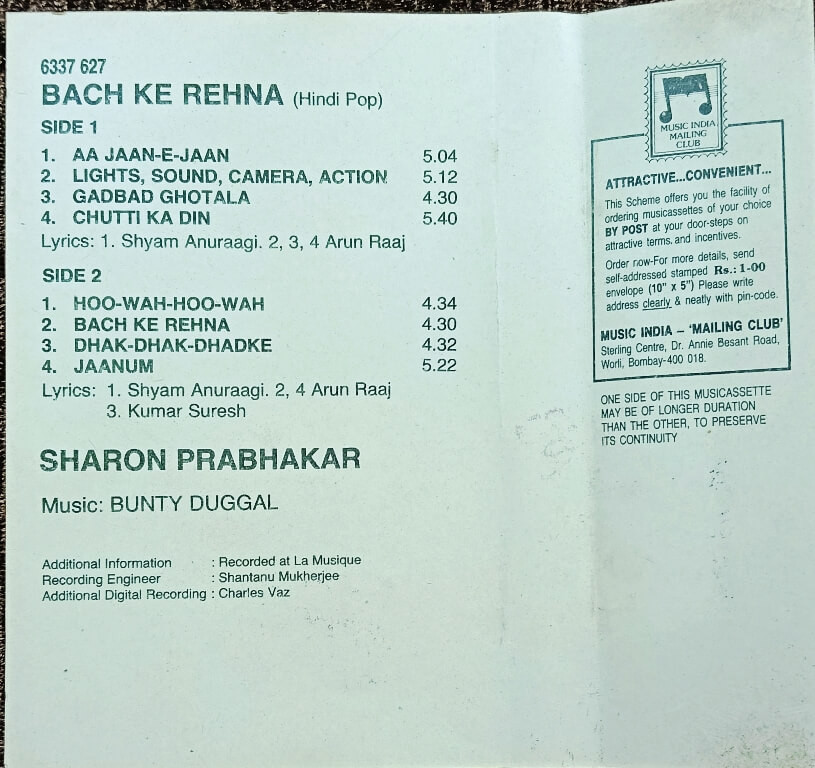 6337 627
BACH KE REHNA (Hindi Pop)
SIDE 1
1. AA JAAN-E-JAAN 5.04
2. LIGHTS, SOUND, CAMERA, ACTION 5.12
3. GADBAD GHOTALA 4.30
4. CHUTTI KA DIN 5.40
Lyrics: 1. Shyam Anuraagi. 2, 3, 4 Arun Raaj
SIDE 2
1. HOO-WAH-HOO-WAH 4.34
2. BACH KE REHNA 4.30
3. DHAK-DHAK-DHADKE 4.32
4. JAANUM 5.22
Lyrics: 1. Shyam Anuraagi. 2, 4 Arun Raaj
3. Kumar Suresh
SHARON PRABHAKAR
Music: BUNTY DUGGAL
Additional Information : Recorded at La Musique
Recording Engineer : Shantanu Mukherjee
Additional Digital Recording : Charles Vaz
MUSIC INDIA
MAILING
CLUB
ATTRACTIVE...CONVENIENT...
This Scheme offers you the facility of
ordering musicassettes of your choice
BY POST at your door-steps on
attractive terms and incentives.
Order now-For more details, send
self-addressed stamped Rs.: 1-00
envelope (10" x 5") Please write
address clearly & neatly with pin-code.
MUSIC INDIA – 'MAILING CLUB'
Sterling Centre, Dr. Annie Besant Road,
Worli, Bombay-400 018.
ONE SIDE OF THIS MUSICASSETTE
MAY BE OF LONGER DURATION
THAN THE OTHER, TO PRESERVE
ITS CONTINUITY